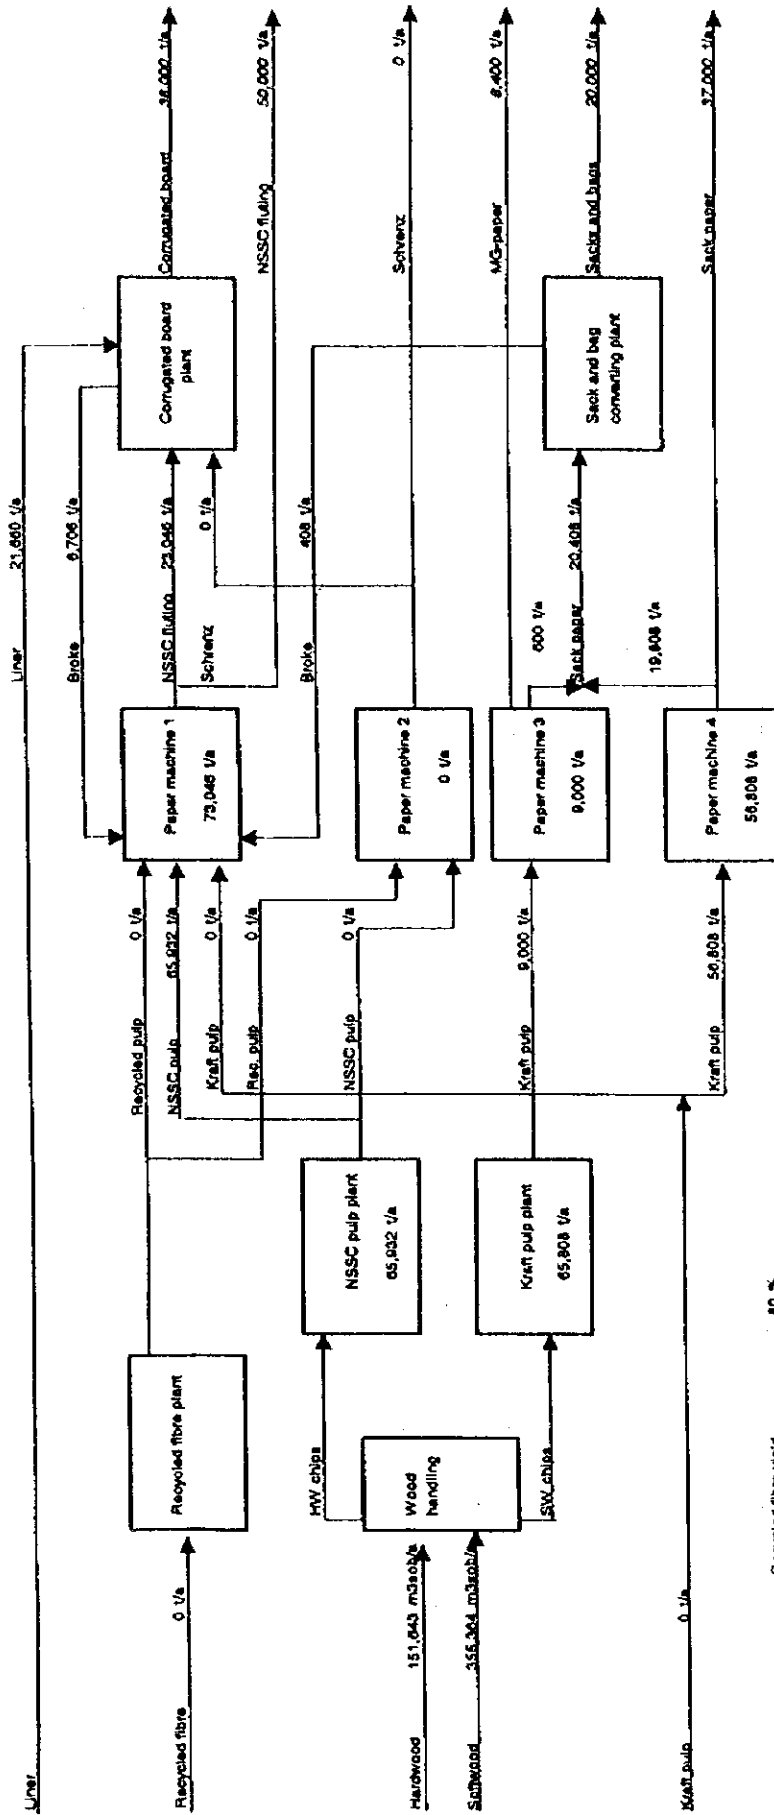 Liner
21,660 t/a
Broke
6,706 t/a
Recycled fibre
0 t/a
Recycled fibre plant
Recycled pulp
0 t/a
NSSC pulp
65,932 t/a
Kraft pulp
0 t/a
Rec. pulp
0 t/a
Paper machine 1
73,046 t/a
NSSC fluting
23,046 t/a
Schrenz
0 t/a
Corrugated board
plant
Corrugated board
38,000 t/a
NSSC fluting
50,000 t/a
Broke
408 t/a
Hardwood
151,643 m3sob/a
Softwood
355,364 m3sob/a
Wood
handling
HW chips
SW chips
NSSC pulp plant
65,932 t/a
NSSC pulp
0 t/a
Paper machine 2
0 t/a
Schrenz
0 t/a
Kraft pulp plant
65,808 t/a
Kraft pulp
9,000 t/a
Paper machine 3
9,000 t/a
MG-paper
8,400 t/a
600 t/a
Sack paper
20,408 t/a
19,808 t/a
Sack and bag
converting plant
Sacks and bags
20,000 t/a
Kraft pulp
0 t/a
Kraft pulp
56,808 t/a
Paper machine 4
56,808 t/a
Sack paper
37,000 t/a
80 %